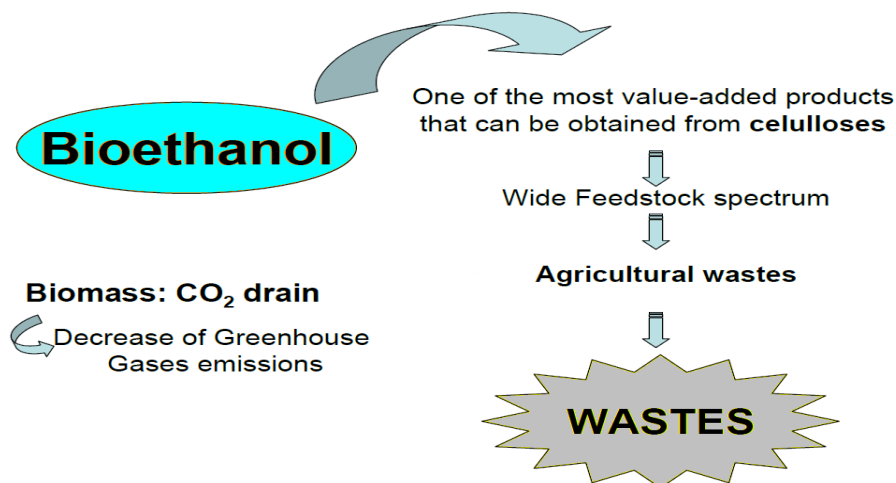 Bioethanol
One of the most value-added products
that can be obtained from celulloses
Wide Feedstock spectrum
Agricultural wastes
WASTES
Biomass: CO₂ drain
Decrease of Greenhouse
Gases emissions